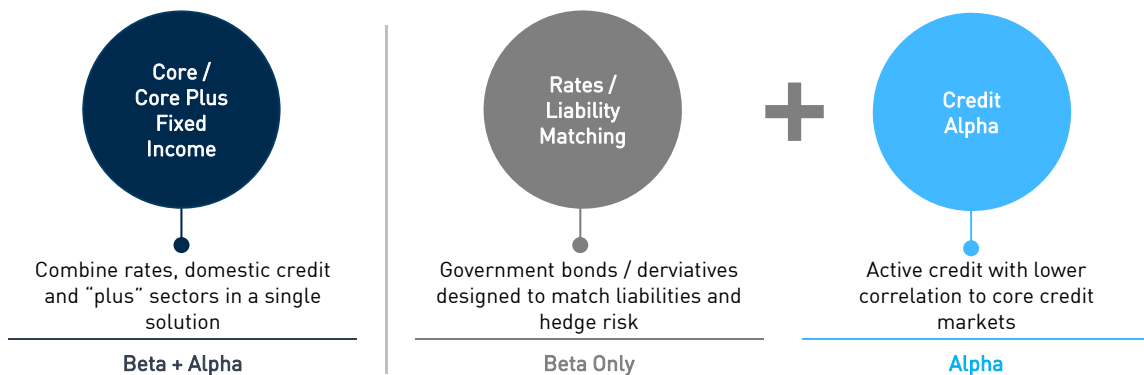 Core /
Core Plus
Fixed
Income
Combine rates, domestic credit
and “plus” sectors in a single
solution
Beta + Alpha
Rates /
Liability
Matching
Government bonds / derviatives
designed to match liabilities and
hedge risk
Beta Only
+
Credit
Alpha
Active credit with lower
correlation to core credit
markets
Alpha